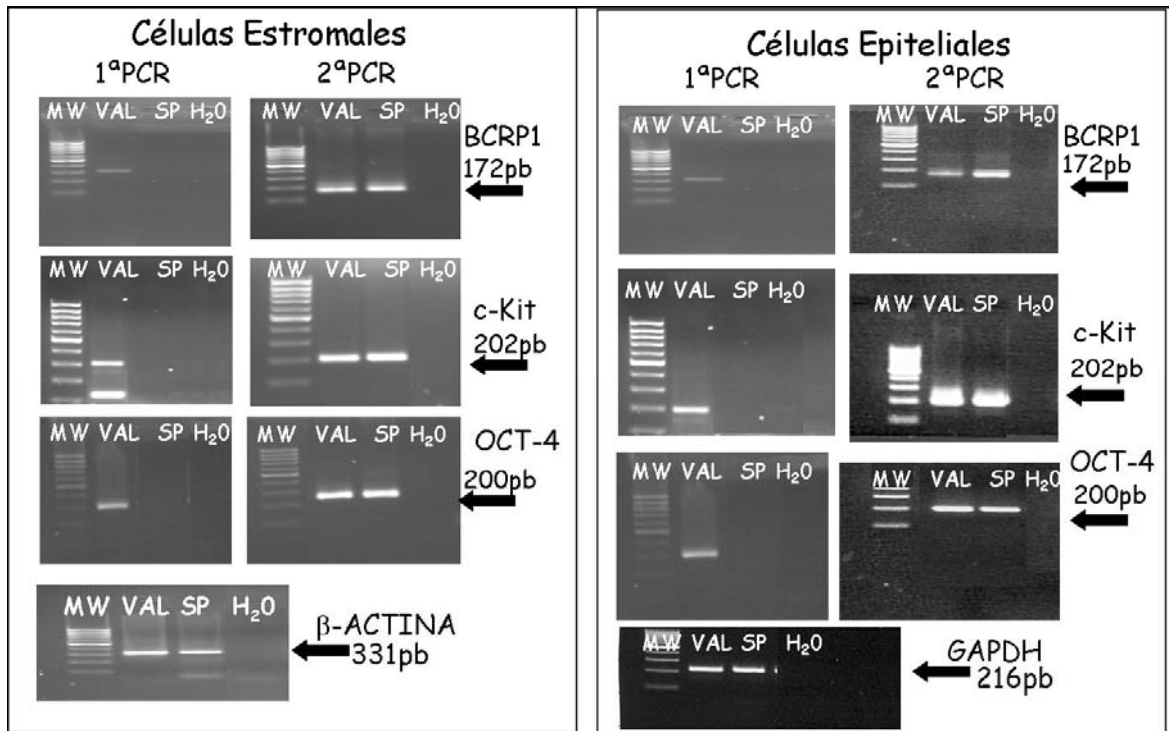 Células Estromales
1ªPCR 2ªPCR
MW VAL SP H₂O
MW VAL SP H₂O
BCRP1
172pb
MW VAL SP H₂O
MW VAL SP H₂O
c-Kit
202pb
MW VAL SP H₂O
MW VAL SP H₂O
OCT-4
200pb
MW VAL SP H₂O
β-ACTINA
331pb
Células Epiteliales
1ªPCR 2ªPCR
MW VAL SP H₂O
MW VAL SP H₂O
BCRP1
172pb
MW VAL SP H₂O
MW VAL SP H₂O
c-Kit
202pb
MW VAL SP H₂O
MW VAL SP H₂O
OCT-4
200pb
MW VAL SP H₂O
GAPDH
216pb